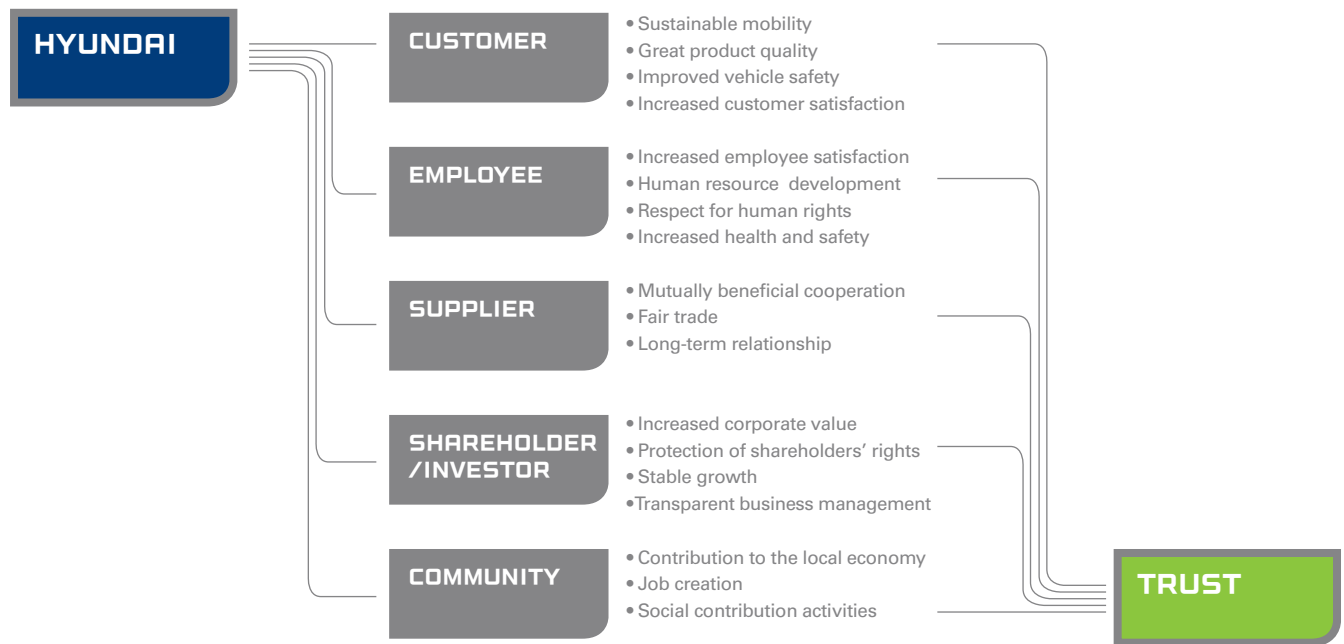 HYUNDAI
CUSTOMER
• Sustainable mobility
• Great product quality
• Improved vehicle safety
• Increased customer satisfaction
EMPLOYEE
• Increased employee satisfaction
• Human resource  development
• Respect for human rights
• Increased health and safety
SUPPLIER
• Mutually beneficial cooperation
• Fair trade
• Long-term relationship
SHAREHOLDER
/INVESTOR
• Increased corporate value
• Protection of shareholders’ rights
• Stable growth
•Transparent business management
COMMUNITY
• Contribution to the local economy
• Job creation
• Social contribution activities
TRUST